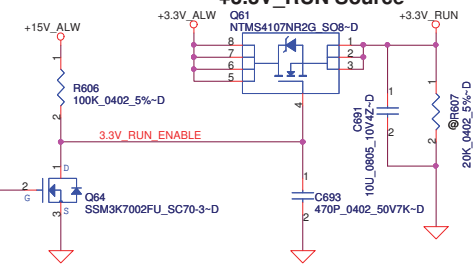 +3.3V_RUN Source
+15V_ALW
+3.3V_ALW
Q61
NTMS4107NR2G_SO8~D
+3.3V_RUN
8
7
6
5
1
2
3
4
1
R606
100K_0402_5%~D
2
3.3V_RUN_ENABLE
1
D
2
G
S
3
Q64
SSM3K7002FU_SC70-3~D
1
C693
470P_0402_50V7K~D
2
1
2
C691
10U_0805_10V4Z~D
1
2
@R607
20K_0402_5%~D